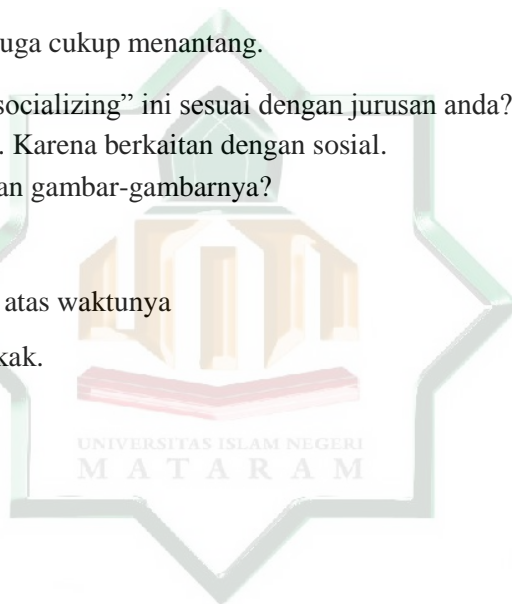 uga cukup menantang.
socializing” ini sesuai dengan jurusan anda?
. Karena berkaitan dengan sosial.
an gambar-gambarnya?
atas waktunya
kak.
UNIVERSITAS ISLAM NEGERI
MATARAM